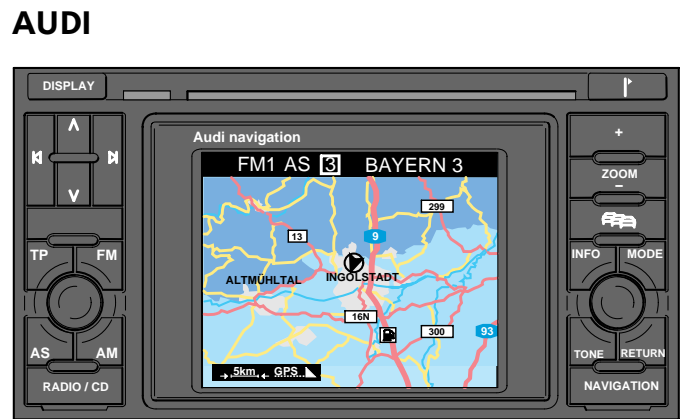 AUDI
DISPLAY
Audi navigation
+
FM1 AS 3 BAYERN 3
ZOOM
−
299
13
9
TP FM
INFO MODE
ALTMÜHLTAL INGOLSTADT
16N
300
93
AS AM
TONE RETURN
5km GPS
RADIO / CD
NAVIGATION